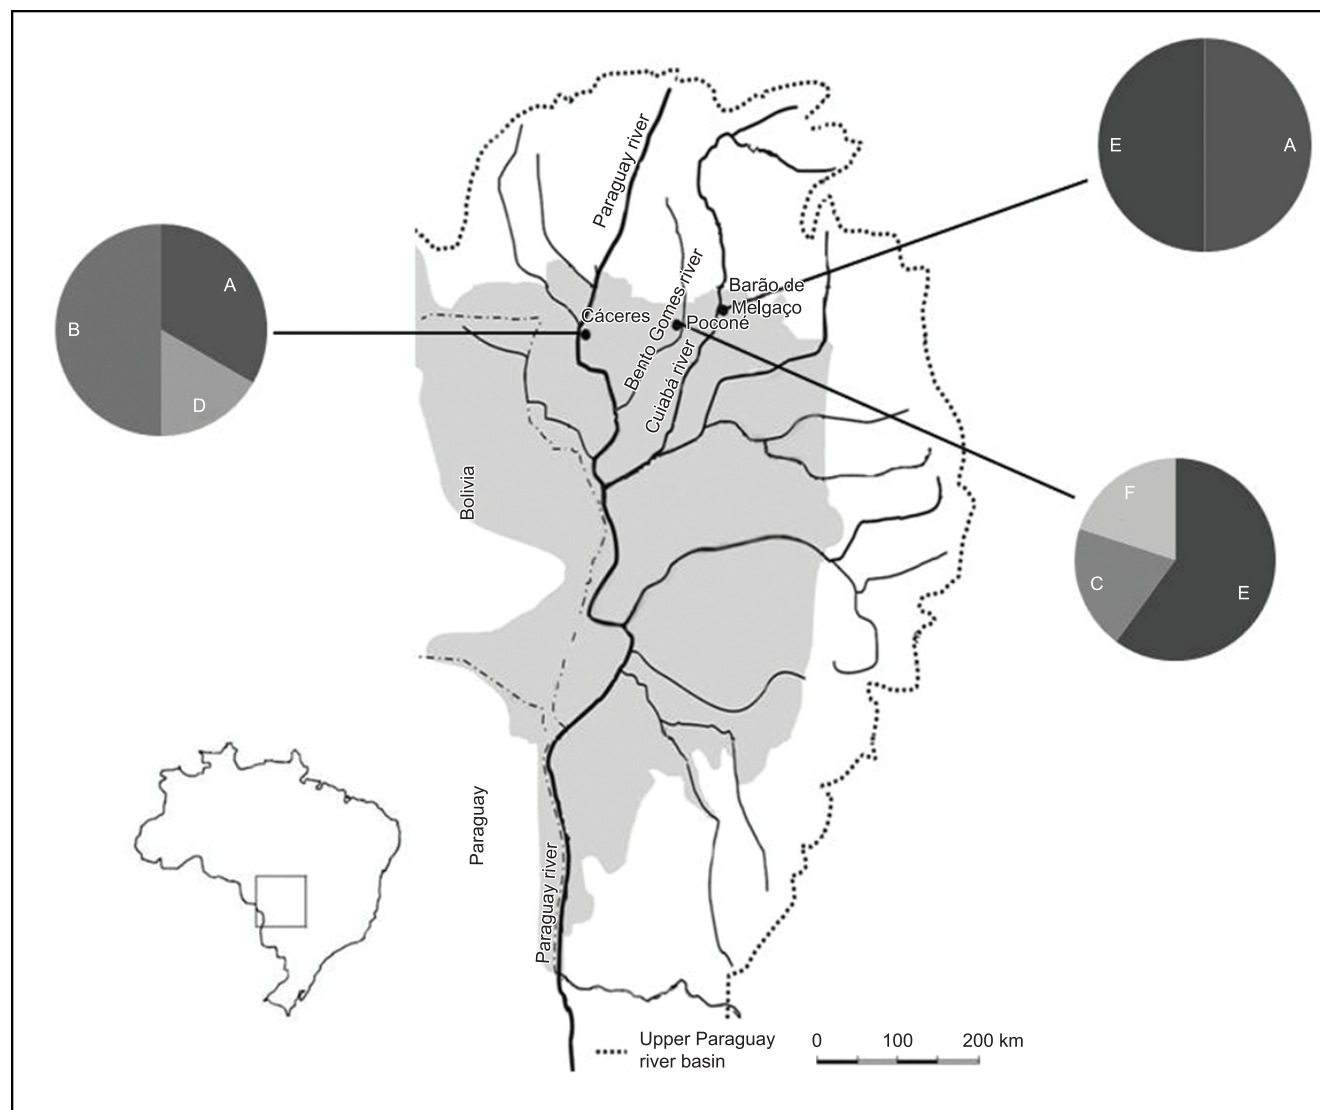 Paraguay river
E
A
A
B
D
Bento Gomes river
Barão de
Melgaço
Cáceres
Poconé
Cuiabá river
Bolivia
F
C
E
Paraguay
Paraguay river
Upper Paraguay
river basin
0 100 200 km